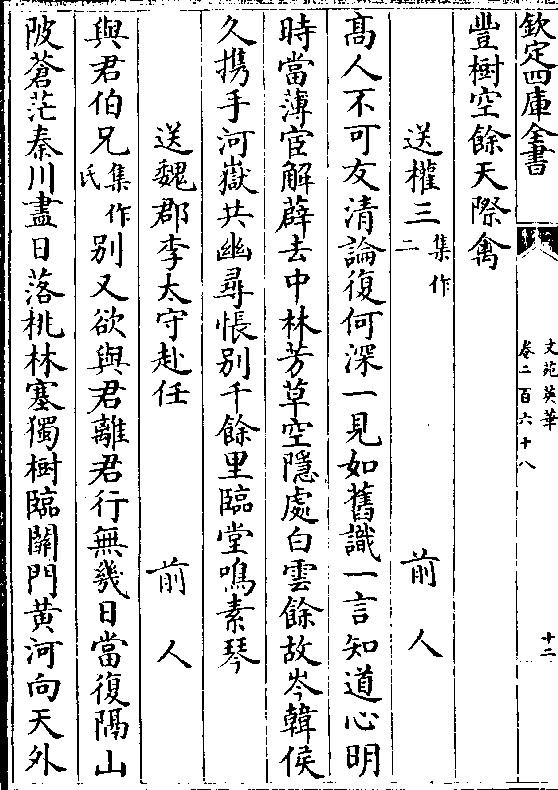 欽定四庫全書
文苑英華
卷二百六十八
十二
豐樹空餘天際禽
送權三集作二
前人
髙人不可友清論復何深一見如舊識一言知道心明
時當薄宦解薜去中林芳草空隱處白雲餘故岑韓侯
久携手河嶽共幽尋悵别千餘里臨堂鳴素琴
送魏郡李太守赴任
前人
與君伯兄集作氏别又欲與君離君行無幾日當復隔山
陂蒼茫秦川盡日落桃林塞獨樹臨關門黄河向天外